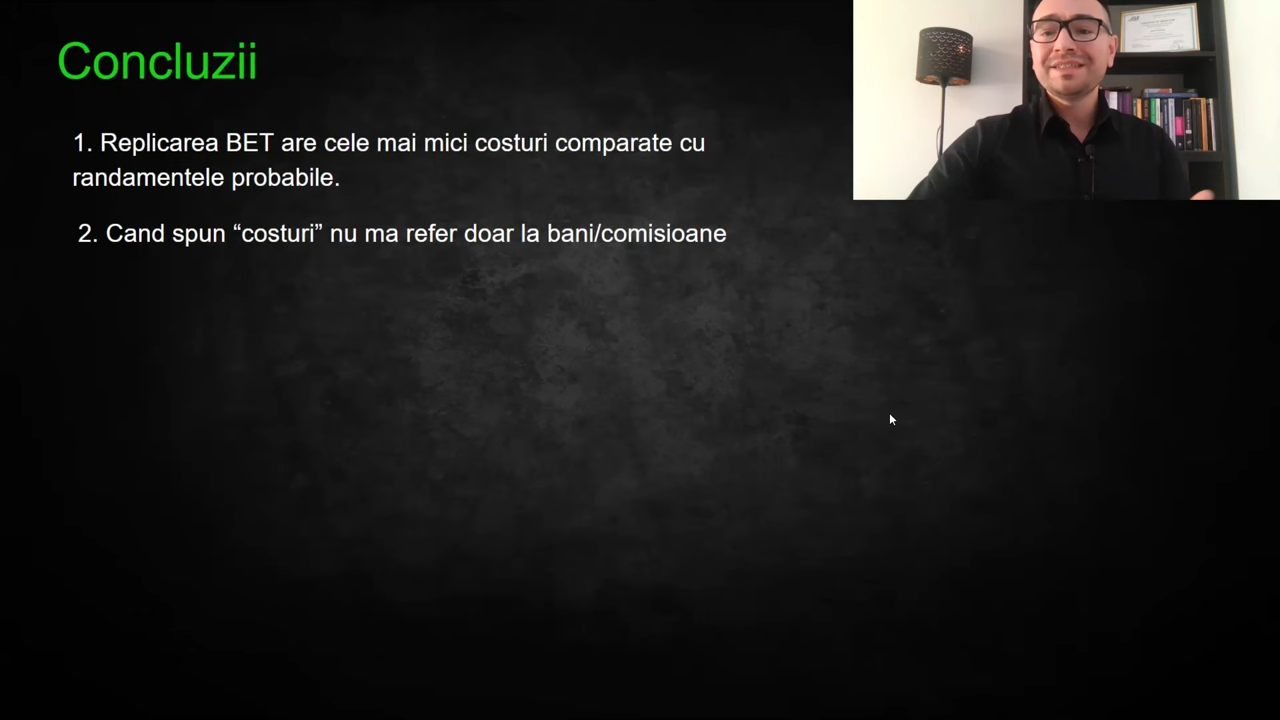 Concluzii
1. Replicarea BET are cele mai mici costuri comparate cu
randamentele probabile.
2. Cand spun “costuri” nu ma refer doar la bani/comisioane